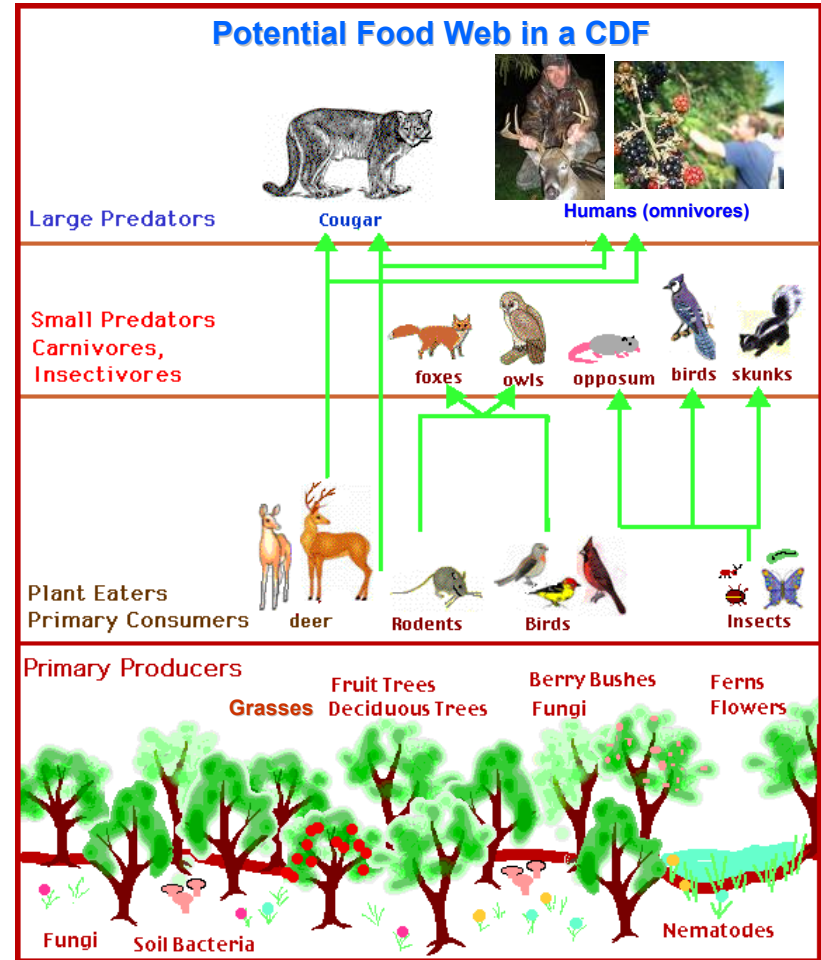 Potential Food Web in a CDF
Large Predators
Cougar
Humans (omnivores)
Small Predators
Carnivores,
Insectivores
foxes
owls
opposum
birds
skunks
Plant Eaters
Primary Consumers
deer
Rodents
Birds
Insects
Primary Producers
Grasses
Fruit Trees
Deciduous Trees
Berry Bushes
Fungi
Ferns
Flowers
Fungi
Soil Bacteria
Nematodes